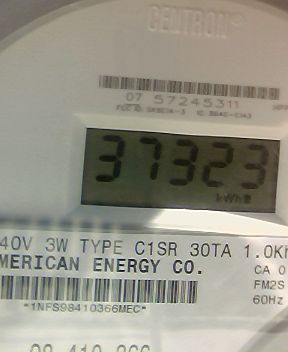 CENTRON®
07 57245311
37323
kWh
40V 3W TYPE C1SR 30TA 1.0K
MERICAN ENERGY CO.
CA 0
FM2S
60Hz
*1NFS98410366MEC*